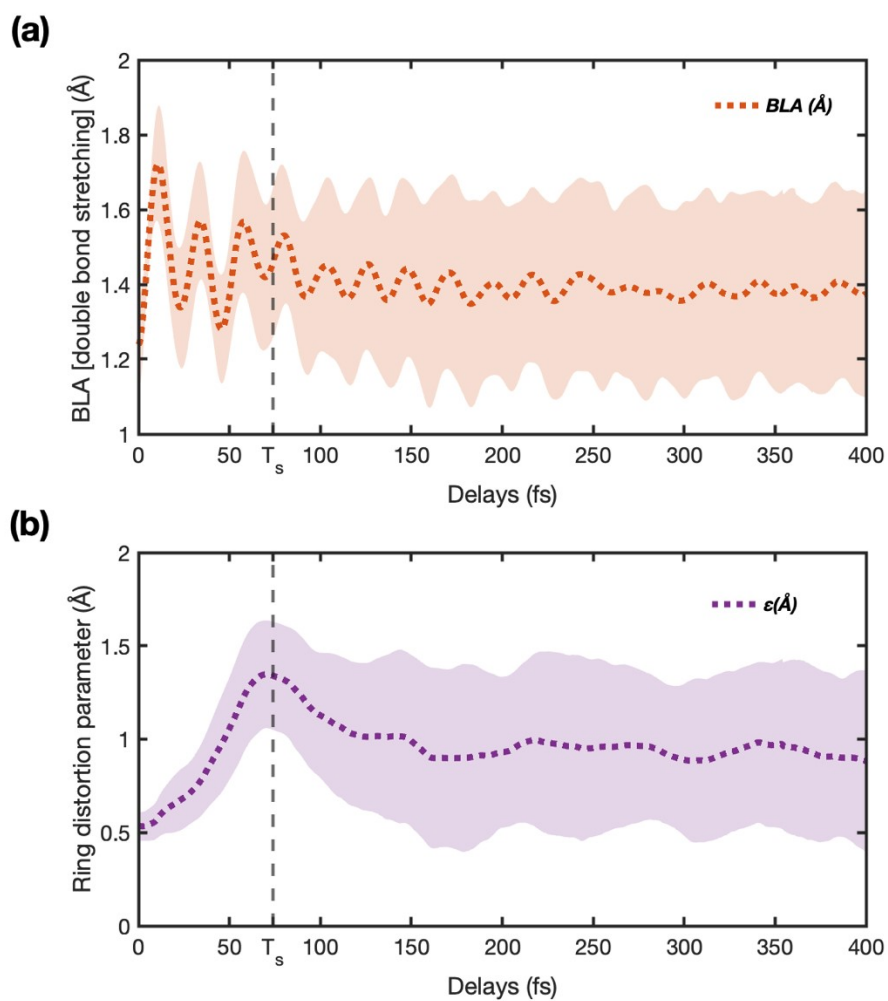 (a)
2
1.8
1.6
1.4
1.2
1
BLA [double bond stretching] (Å)
BLA (Å)
0 50 Ts 100 150 200 250 300 350 400
Delays (fs)
(b)
2
1.5
1
0.5
0
Ring distortion parameter (Å)
ε(Å)
0 50 Ts 100 150 200 250 300 350 400
Delays (fs)